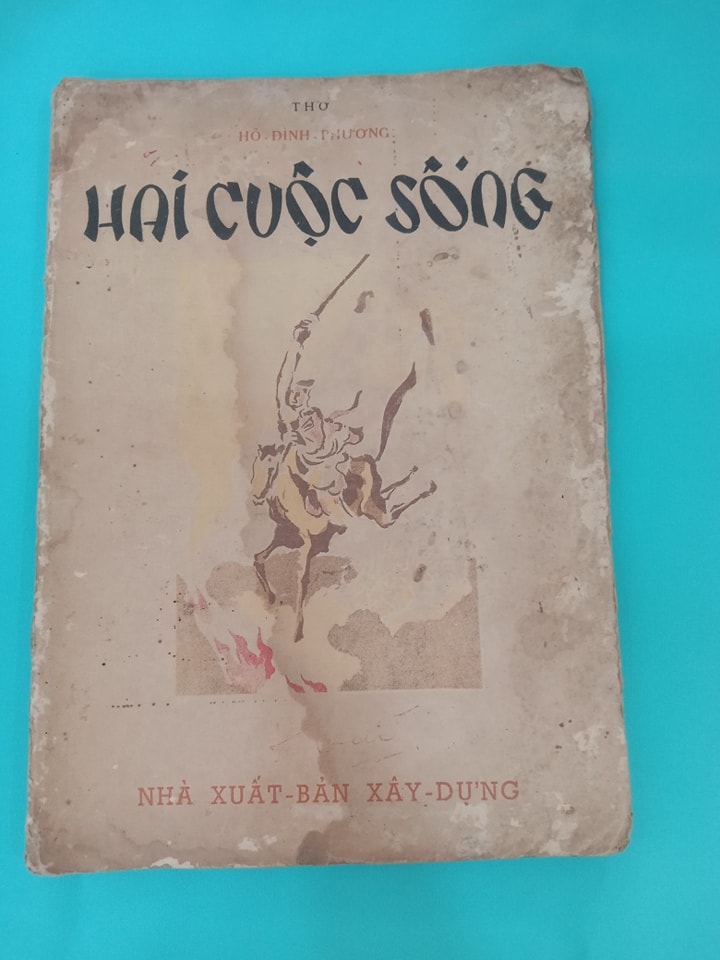 THƠ
HỒ-ĐÌNH-PHƯƠNG
HAI CUỘC SỐNG
NHÀ XUẤT-BẢN XÂY-DỰNG